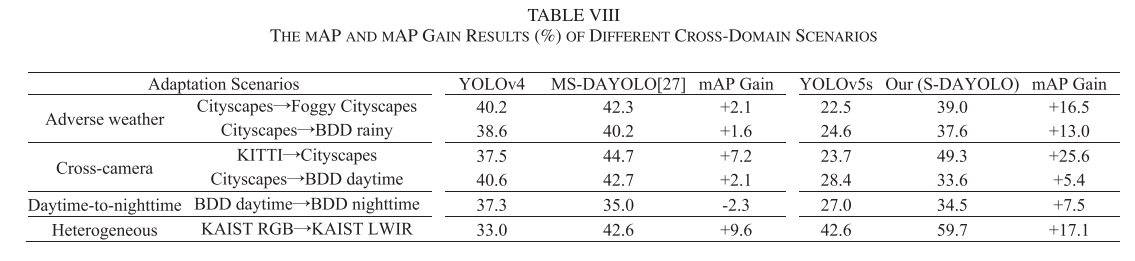 TABLE VIII
THE MAP AND MAP GAIN RESULTS (%) OF DIFFERENT CROSS-DOMAIN SCENARIOS
Adaptation Scenarios YOLOv4 MS-DAYOLO[27] mAP Gain YOLOv5s Our (S-DAYOLO) mAP Gain
Adverse weather
Cityscapes→Foggy Cityscapes 40.2 42.3 +2.1 22.5 39.0 +16.5
Cityscapes→BDD rainy 38.6 40.2 +1.6 24.6 37.6 +13.0
Cross-camera
KITTI→Cityscapes 37.5 44.7 +7.2 23.7 49.3 +25.6
Cityscapes→BDD daytime 40.6 42.7 +2.1 28.4 33.6 +5.4
Daytime-to-nighttime BDD daytime→BDD nighttime 37.3 35.0 -2.3 27.0 34.5 +7.5
Heterogeneous KAIST RGB→KAIST LWIR 33.0 42.6 +9.6 42.6 59.7 +17.1